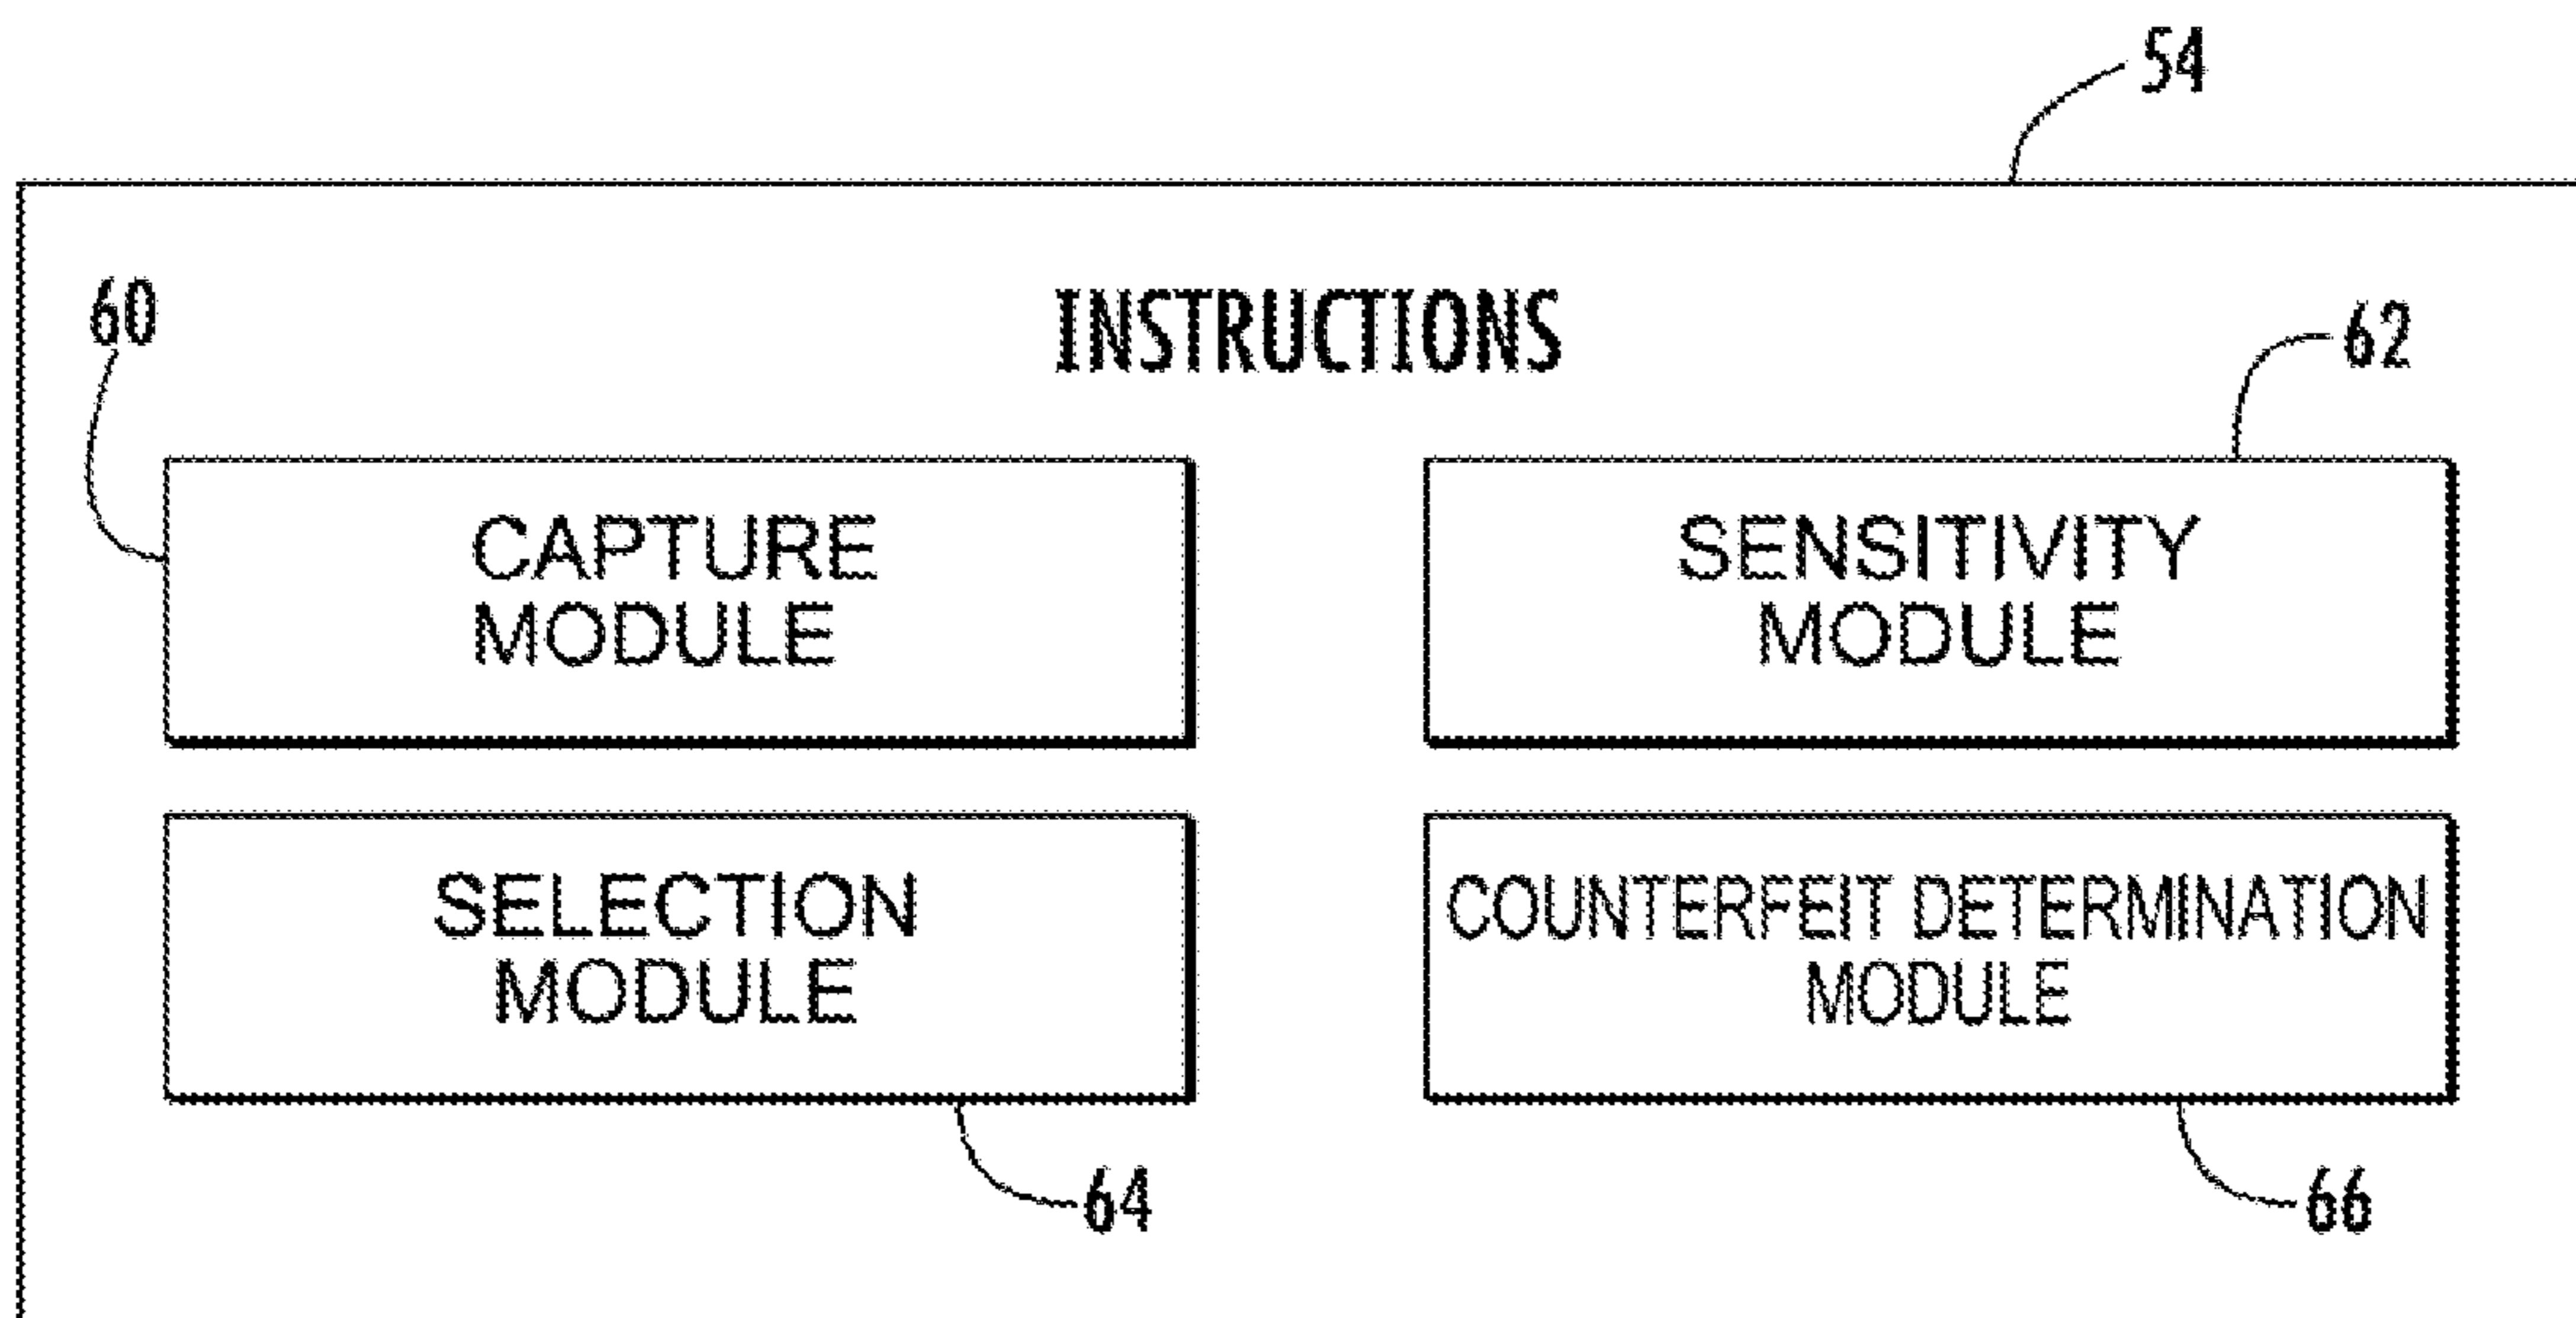 54
INSTRUCTIONS
60
62
CAPTURE
MODULE
SENSITIVITY
MODULE
SELECTION
MODULE
COUNTERFEIT DETERMINATION
MODULE
64
66